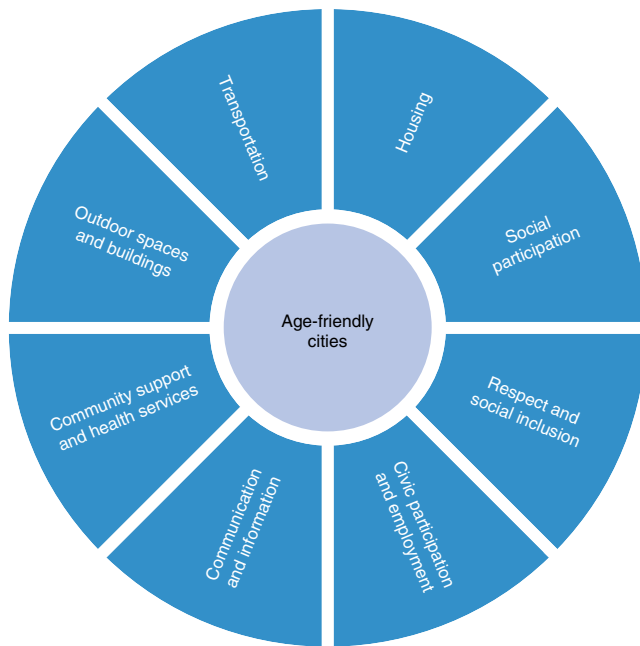 Transportation
Housing
Social
participation
Respect and
social inclusion
Civic participation
and employment
Communication
and information
Community support
and health services
Outdoor spaces
and buildings
Age-friendly
cities